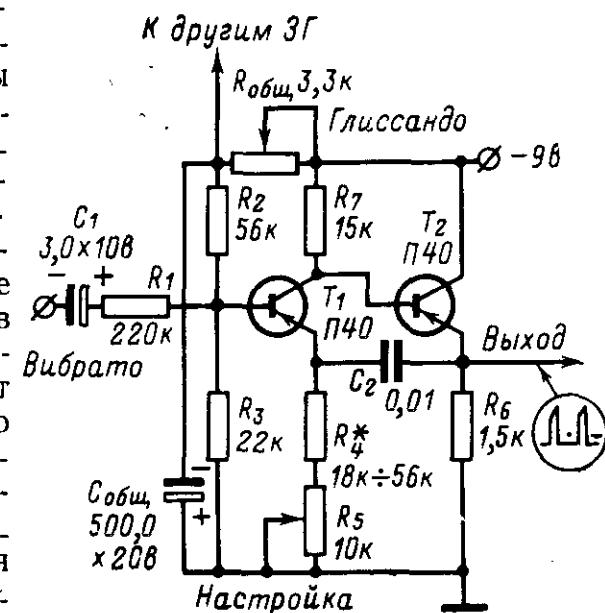 К другим ЗГ
Rобщ 3,3к
Глиссандо
-9в
R2
56к
R7
15к
T2
П40
C1
3,0×10в
R1
220к
T1
П40
Вибрато
Выход
C2
0,01
R3
22к
R4*
18к÷56к
R6
1,5к
Cобщ
500,0
×20в
R5
10к
Настройка